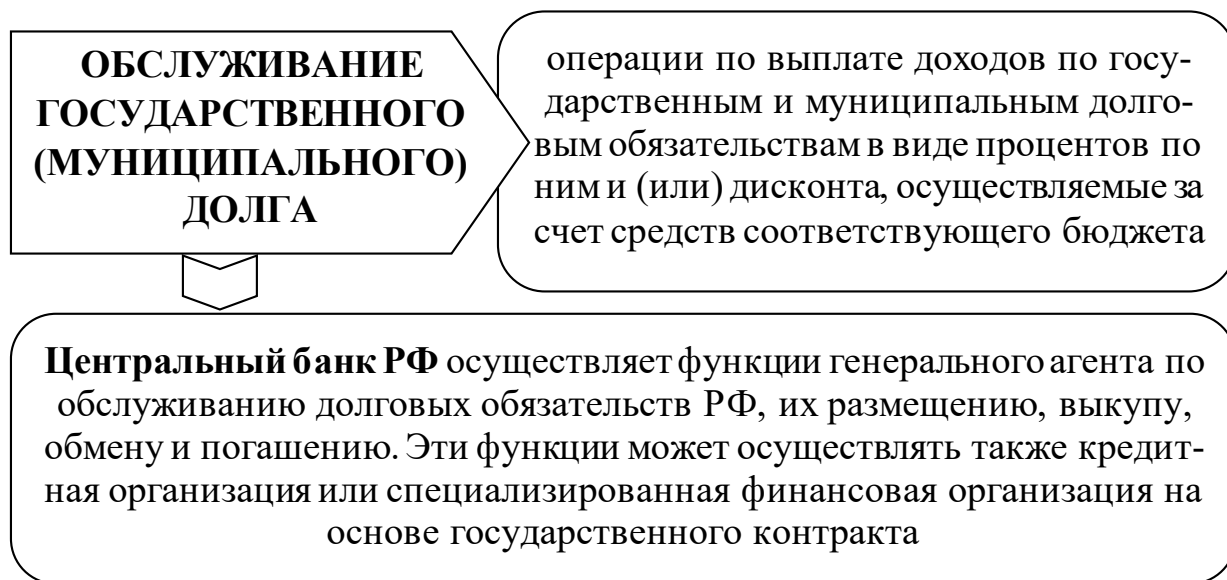 ОБСЛУЖИВАНИЕ
ГОСУДАРСТВЕННОГО
(МУНИЦИПАЛЬНОГО)
ДОЛГА
операции по выплате доходов по госу-
дарственным и муниципальным долго-
вым обязательствам в виде процентов по
ним и (или) дисконта, осуществляемые за
счет средств соответствующего бюджета
Центральный банк РФ осуществляет функции генерального агента по
обслуживанию долговых обязательств РФ, их размещению, выкупу,
обмену и погашению. Эти функции может осуществлять также кредит-
ная организация или специализированная финансовая организация на
основе государственного контракта